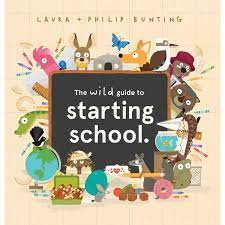 LAURA + PHILIP BUNTING
The wild guide to
starting
school.